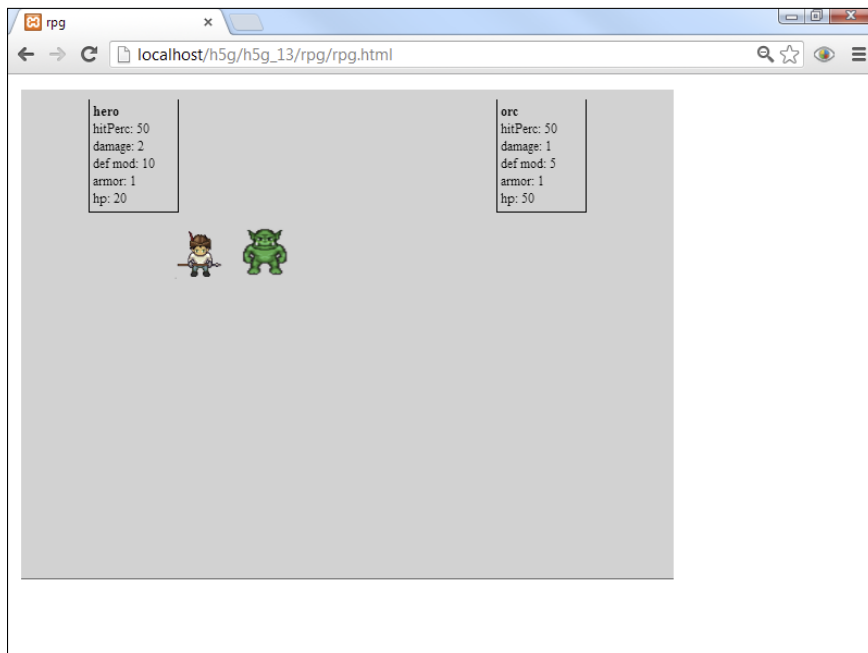 rpg
localhost/h5g/h5g_13/rpg/rpg.html
hero
hitPerc: 50
damage: 2
def mod: 10
armor: 1
hp: 20
orc
hitPerc: 50
damage: 1
def mod: 5
armor: 1
hp: 50